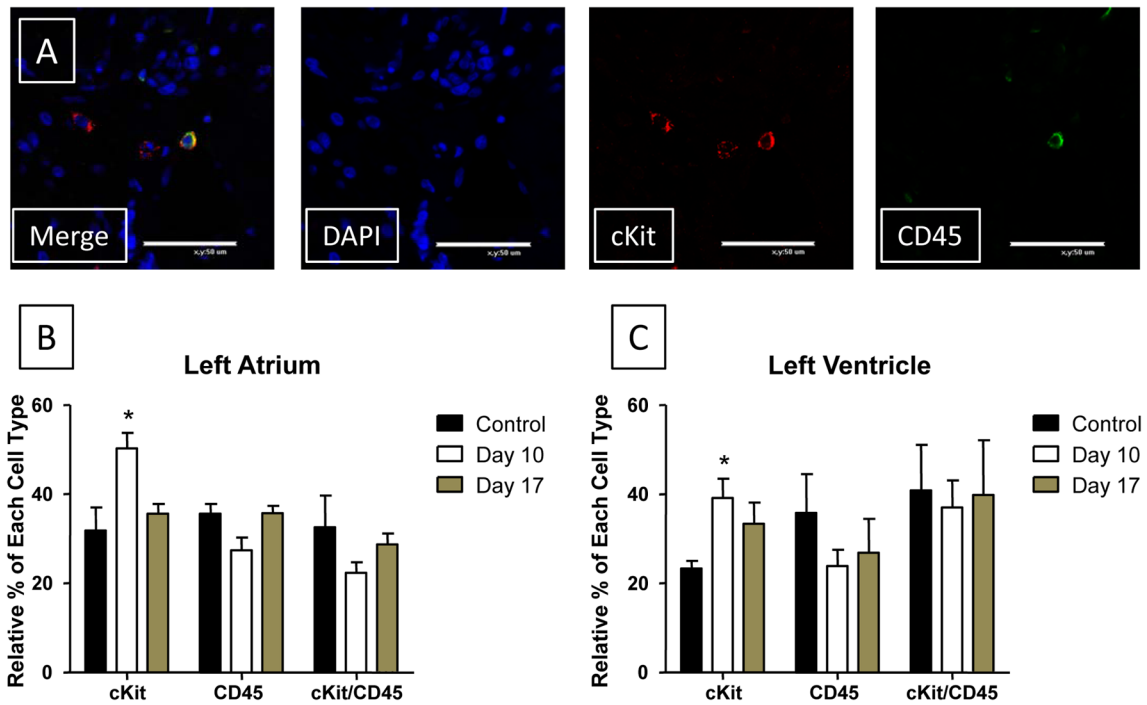 A
Merge
x,y:50 um
DAPI
x,y:50 um
cKit
x,y:50 um
CD45
x,y:50 um
B
Left Atrium
Relative % of Each Cell Type
60
40
20
0
*
cKit
CD45
cKit/CD45
Control
Day 10
Day 17
C
Left Ventricle
Relative % of Each Cell Type
60
40
20
0
*
cKit
CD45
cKit/CD45
Control
Day 10
Day 17